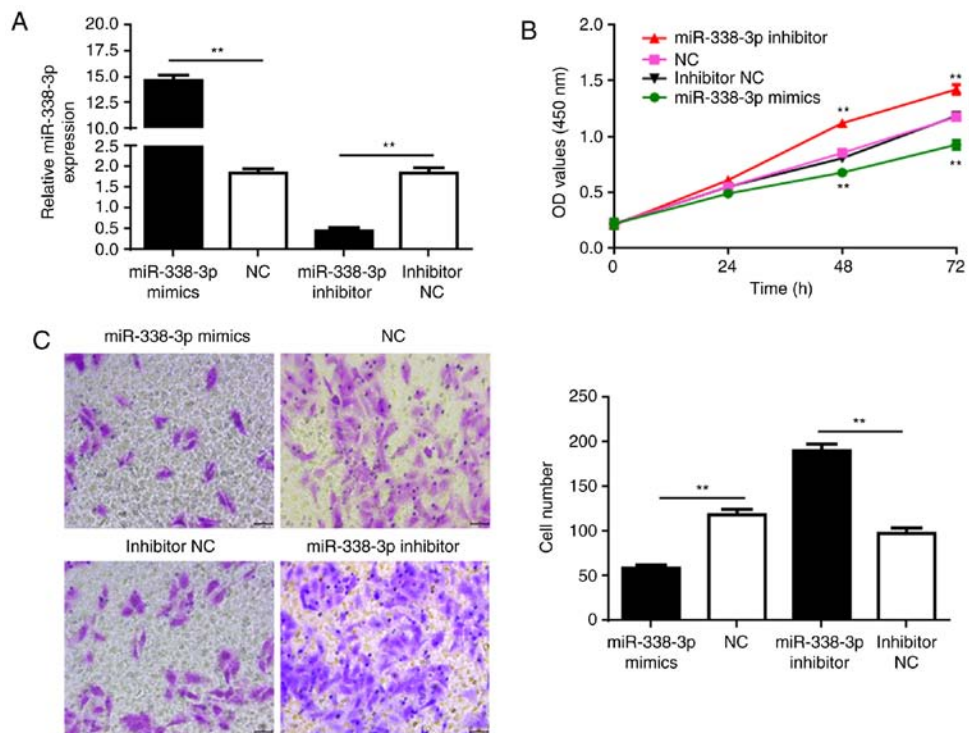 A
Relative miR-338-3p
expression
20.0
17.5
15.0
12.5
10.0
2.5
2.0
1.5
1.0
0.5
0.0
**
**
miR-338-3p
mimics
NC
miR-338-3p
inhibitor
Inhibitor
NC
B
OD values (450 nm)
2.0
1.5
1.0
0.5
0.0
miR-338-3p inhibitor
NC
Inhibitor NC
miR-338-3p mimics
**
**
**
**
0
24
48
72
Time (h)
C
miR-338-3p mimics
NC
Inhibitor NC
miR-338-3p inhibitor
Cell number
250
200
150
100
50
0
**
**
miR-338-3p
mimics
NC
miR-338-3p
inhibitor
Inhibitor
NC